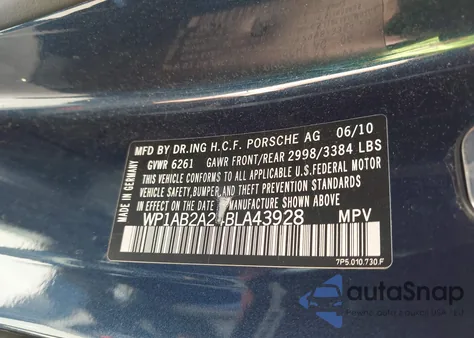 MFD BY DR.ING H.C.F. PORSCHE AG 06/10
GVWR 6261 GAWR FRONT/REAR 2998/3384 LBS
THIS VEHICLE CONFORMS TO ALL APPLICABLE U.S.FEDERAL MOTOR
VEHICLE SAFETY, BUMPER, AND THEFT PREVENTION STANDARDS
IN EFFECT ON THE DATE OF MANUFACTURE SHOWN ABOVE
WP1AB2A2 BLA43928 MPV
MADE IN GERMANY
7P5.010.730.F
autoSnap